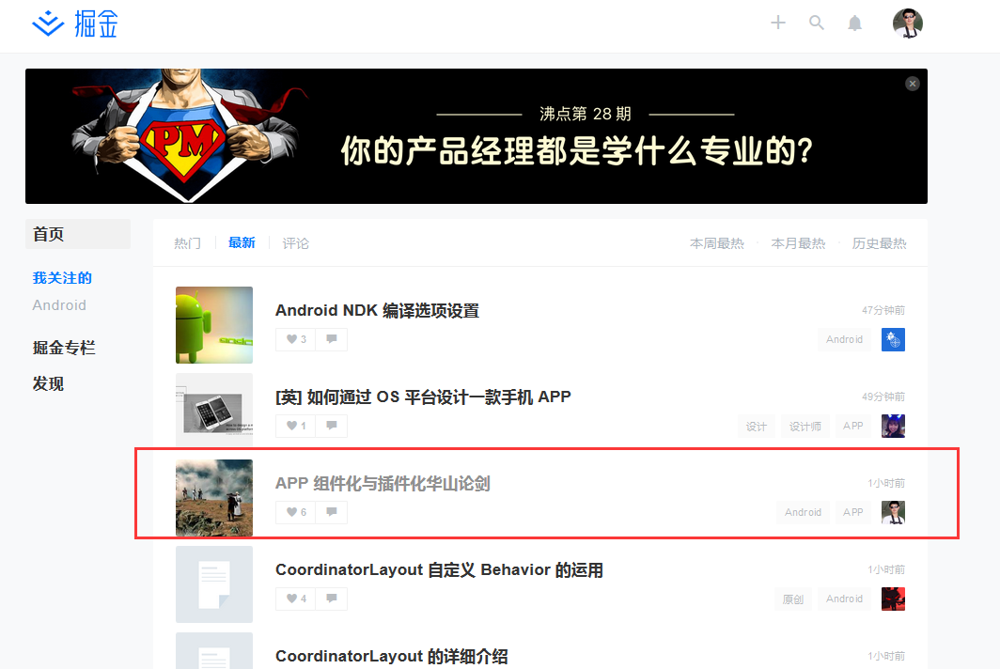 掘金
PM
沸点第 28 期
你的产品经理都是学什么专业的?
首页
我关注的
Android
掘金专栏
发现
热门 最新 评论 本周最热 · 本月最热 · 历史最热
Android NDK 编译选项设置 47分钟前
3 Android
[英] 如何通过 OS 平台设计一款手机 APP 49分钟前
1 设计 设计师 APP
APP 组件化与插件化华山论剑 1小时前
6 Android APP
CoordinatorLayout 自定义 Behavior 的运用 1小时前
4 原创 Android
CoordinatorLayout 的详细介绍 1小时前